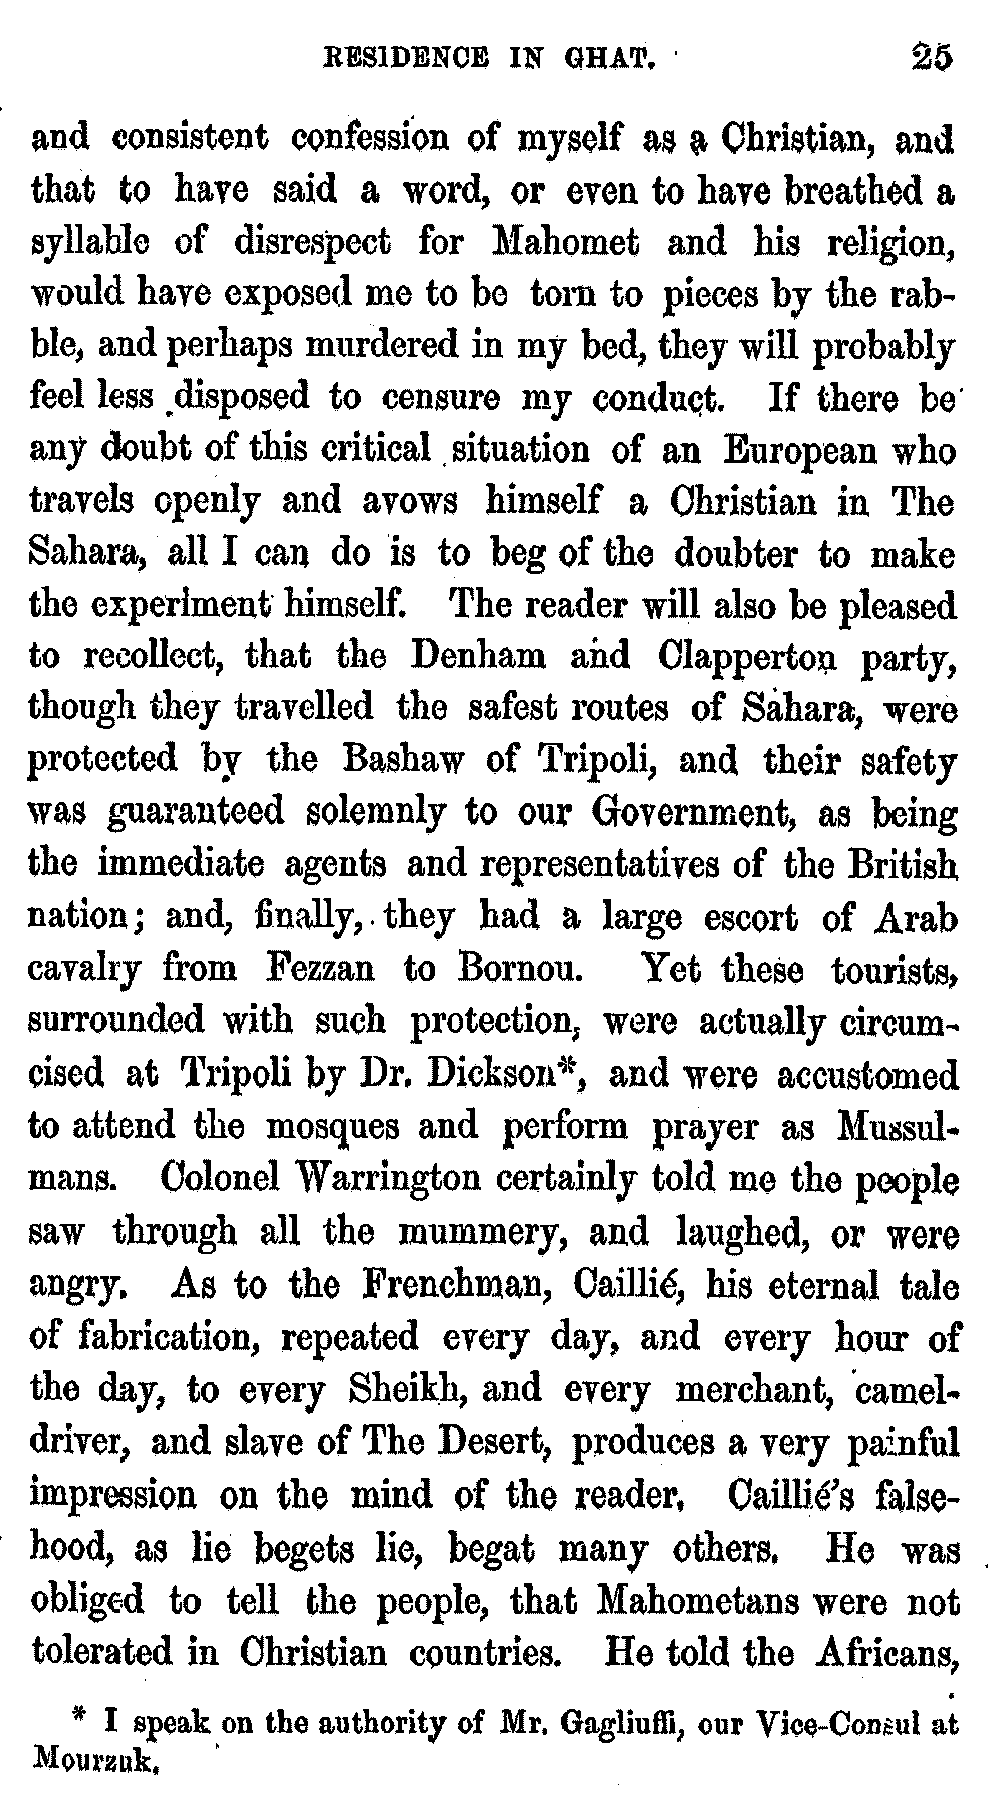 RESIDENCE IN GHAT. 25
and consistent confession of myself as a Christian, and
that to have said a word, or even to have breathed a
syllable of disrespect for Mahomet and his religion,
would have exposed me to be torn to pieces by the rab-
ble, and perhaps murdered in my bed, they will probably
feel less disposed to censure my conduct. If there be
any doubt of this critical situation of an European who
travels openly and avows himself a Christian in The
Sahara, all I can do is to beg of the doubter to make
the experiment himself. The reader will also be pleased
to recollect, that the Denham and Clapperton party,
though they travelled the safest routes of Sahara, were
protected by the Bashaw of Tripoli, and their safety
was guaranteed solemnly to our Government, as being
the immediate agents and representatives of the British
nation; and, finally, they had a large escort of Arab
cavalry from Fezzan to Bornou. Yet these tourists,
surrounded with such protection, were actually circum-
cised at Tripoli by Dr. Dickson*, and were accustomed
to attend the mosques and perform prayer as Mussul-
mans. Colonel Warrington certainly told me the people
saw through all the mummery, and laughed, or were
angry. As to the Frenchman, Caillié, his eternal tale
of fabrication, repeated every day, and every hour of
the day, to every Sheikh, and every merchant, camel-
driver, and slave of The Desert, produces a very painful
impression on the mind of the reader. Caillié's false-
hood, as lie begets lie, begat many others. He was
obliged to tell the people, that Mahometans were not
tolerated in Christian countries. He told the Africans,
* I speak on the authority of Mr. Gagliuffi, our Vice-Consul at
Mourzuk.